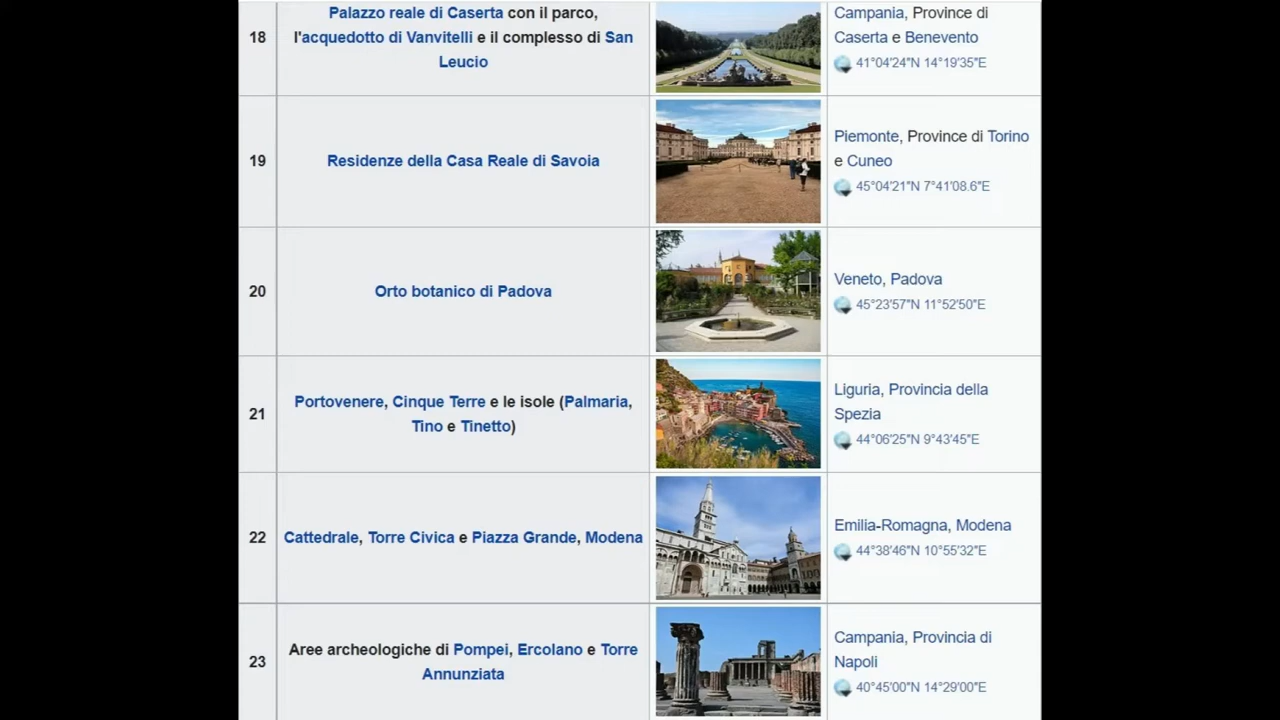 18
Palazzo reale di Caserta con il parco,
l'acquedotto di Vanvitelli e il complesso di San
Leucio
Campania, Province di
Caserta e Benevento
41°04′24″N 14°19′35″E
19
Residenze della Casa Reale di Savoia
Piemonte, Province di Torino
e Cuneo
45°04′21″N 7°41′08.6″E
20
Orto botanico di Padova
Veneto, Padova
45°23′57″N 11°52′50″E
21
Portovenere, Cinque Terre e le isole (Palmaria,
Tino e Tinetto)
Liguria, Provincia della
Spezia
44°06′25″N 9°43′45″E
22
Cattedrale, Torre Civica e Piazza Grande, Modena
Emilia-Romagna, Modena
44°38′46″N 10°55′32″E
23
Aree archeologiche di Pompei, Ercolano e Torre
Annunziata
Campania, Provincia di
Napoli
40°45′00″N 14°29′00″E